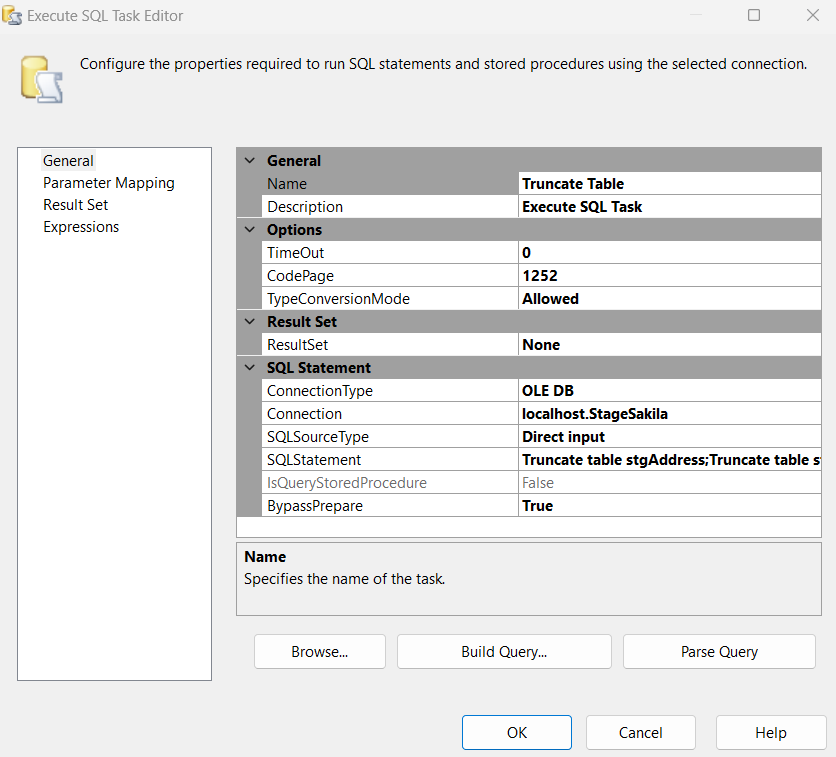 Execute SQL Task Editor
Configure the properties required to run SQL statements and stored procedures using the selected connection.
General
Parameter Mapping
Result Set
Expressions
General
Name Truncate Table
Description Execute SQL Task
Options
TimeOut 0
CodePage 1252
TypeConversionMode Allowed
Result Set
ResultSet None
SQL Statement
ConnectionType OLE DB
Connection localhost.StageSakila
SQLSourceType Direct input
SQLStatement Truncate table stgAddress;Truncate table
IsQueryStoredProcedure False
BypassPrepare True
Name
Specifies the name of the task.
Browse... Build Query... Parse Query
OK Cancel Help